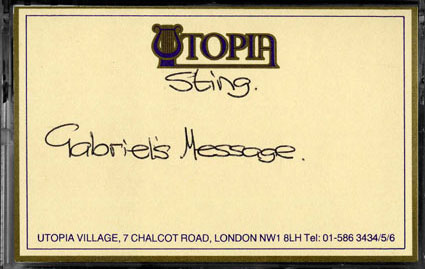 UTOPIA
Sting.
Gabriel's Message.
UTOPIA VILLAGE, 7 CHALCOT ROAD, LONDON NW1 8LH Tel: 01-586 3434/5/6